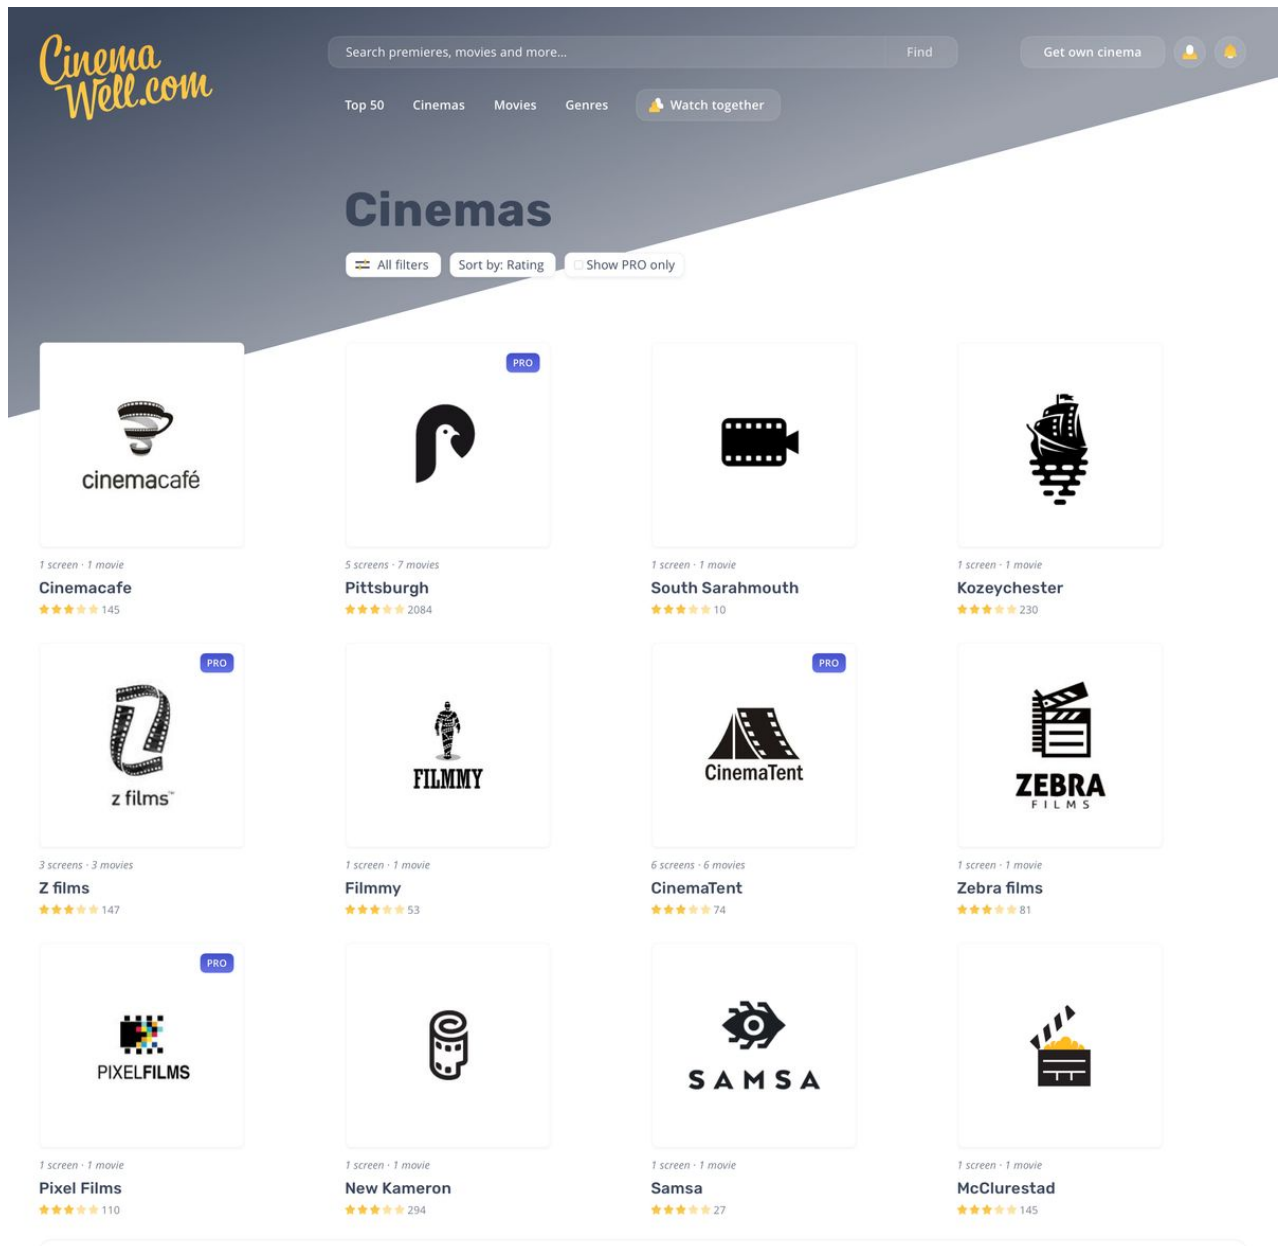 Cinema
Well.com
Search premieres, movies and more...
Find
Get own cinema
Top 50
Cinemas
Movies
Genres
Watch together
Cinemas
All filters
Sort by: Rating
Show PRO only
cinemacafé
1 screen · 1 movie
Cinemacafe
145
PRO
5 screens · 7 movies
Pittsburgh
2084
1 screen · 1 movie
South Sarahmouth
10
1 screen · 1 movie
Kozeychester
230
PRO
z films™
3 screens · 3 movies
Z films
147
FILMMY
1 screen · 1 movie
Filmmy
53
PRO
CinemaTent
6 screens · 6 movies
CinemaTent
74
ZEBRA
FILMS
1 screen · 1 movie
Zebra films
81
PRO
PIXELFILMS
1 screen · 1 movie
Pixel Films
110
1 screen · 1 movie
New Kameron
294
SAMSA
1 screen · 1 movie
Samsa
27
1 screen · 1 movie
McClurestad
145